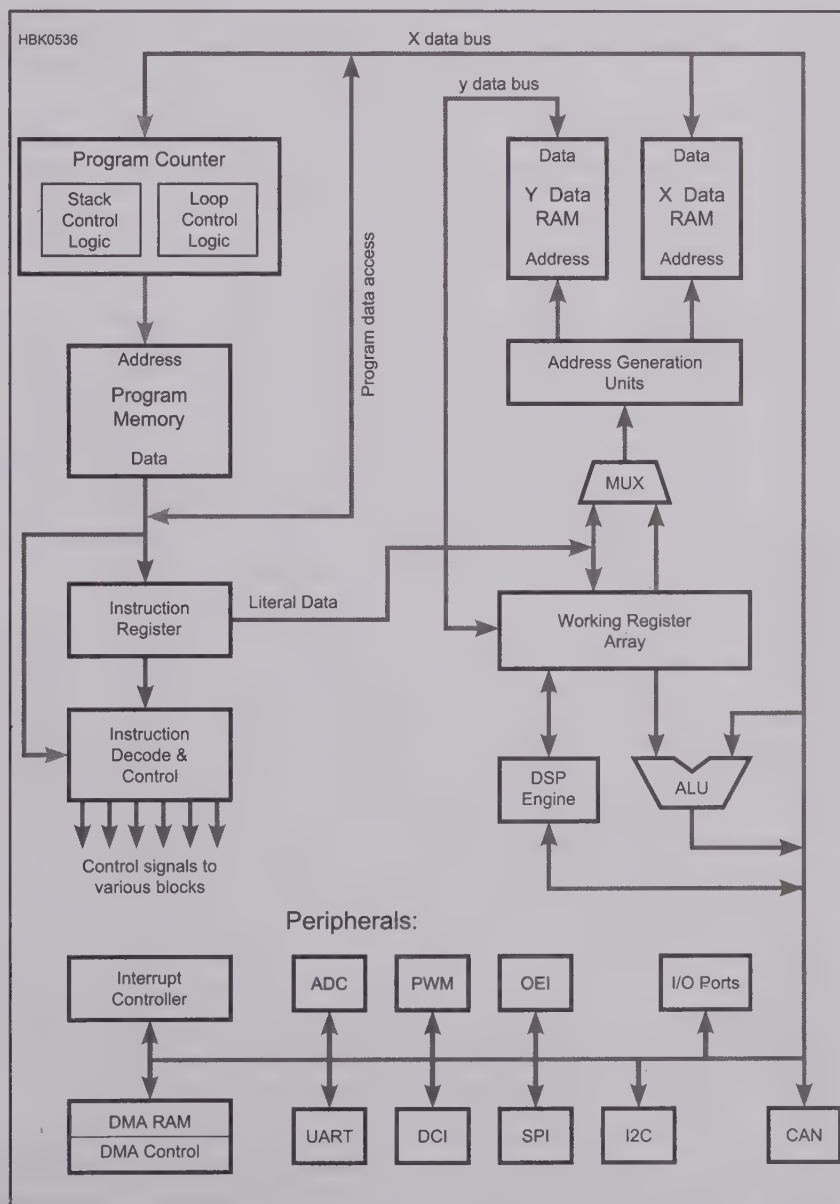 HBK0536
X data bus
y data bus
Program Counter
Stack
Control
Logic
Loop
Control
Logic
Data
Y Data
RAM
Address
Data
X Data
RAM
Address
Program data access
Address
Program
Memory
Data
Address Generation
Units
MUX
Instruction
Register
Literal Data
Working Register
Array
Instruction
Decode &
Control
DSP
Engine
ALU
Control signals to
various blocks
Peripherals:
Interrupt
Controller
ADC
PWM
OEI
I/O Ports
DMA RAM
DMA Control
UART
DCI
SPI
I2C
CAN